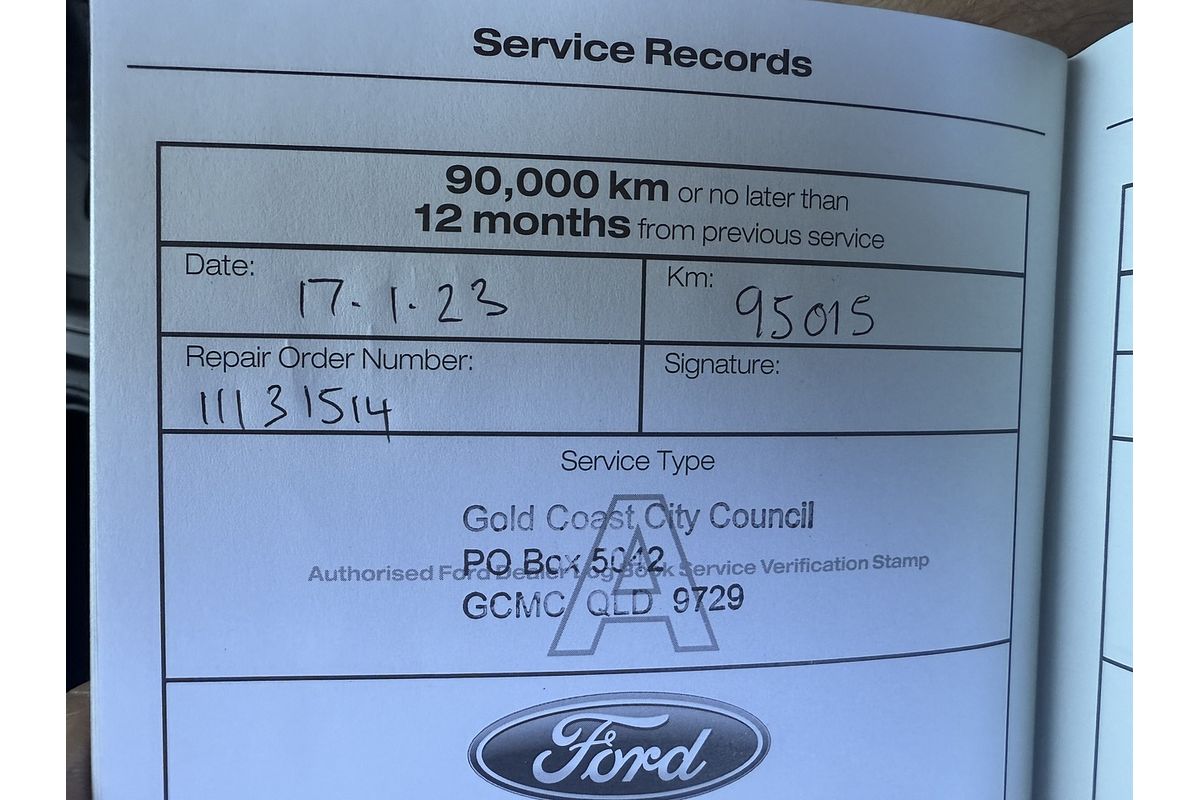 Service Records
90,000 km or no later than
12 months from previous service
Date: 17.1.23
Km: 95015
Repair Order Number:
11131514
Signature:
Service Type
A
Gold Coast City Council
Authorised Ford Dealer Log Book Service Verification Stamp
PO Box 5042
GCMC QLD 9729
Ford